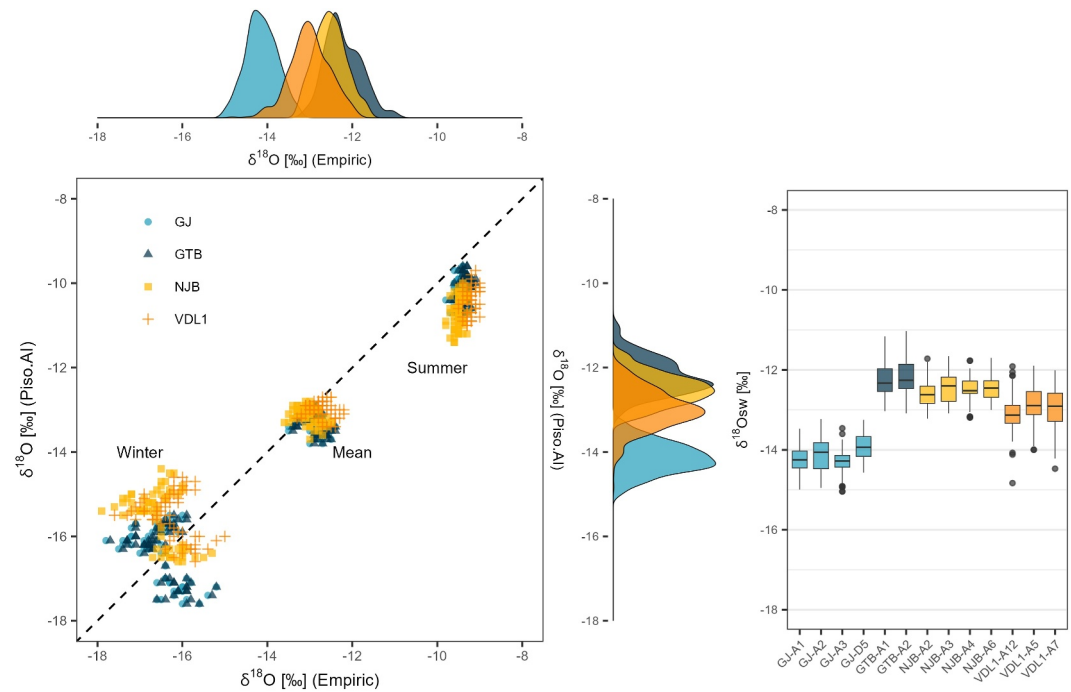 -18 -16 -14 -12 -10 -8
δ18O [‰] (Empiric)
-8
-10
-12
-14
-16
-18
δ18O [‰] (Piso.AI)
GJ
GTB
NJB
VDL1
Summer
Mean
Winter
-18 -16 -14 -12 -10 -8
δ18O [‰] (Empiric)
-8
-10
-12
-14
-16
-18
δ18O [‰] (Piso.AI)
-8
-10
-12
-14
-16
-18
δ18Osw [‰]
GJ-A1
GJ-A2
GJ-A3
GJ-D5
GTB-A1
GTB-A2
NJB-A2
NJB-A3
NJB-A4
NJB-A6
VDL1-A12
VDL1-A5
VDL1-A7